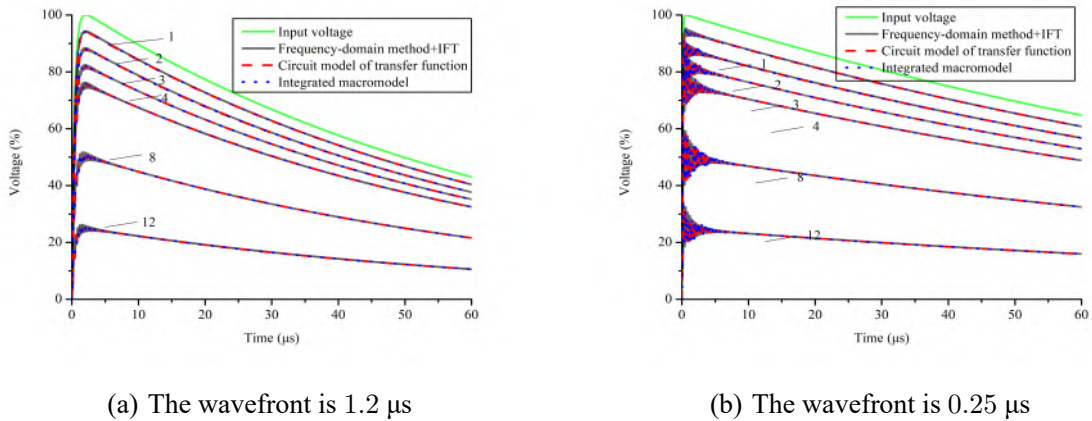 100
80
60
40
20
0
Voltage (%)
0
10
20
30
40
50
60
Time (μs)
Input voltage
Frequency-domain method+IFT
Circuit model of transfer function
Integrated macromodel
1
2
3
4
8
12
(a) The wavefront is 1.2 μs
100
80
60
40
20
0
Voltage (%)
0
10
20
30
40
50
60
Time (μs)
Input voltage
Frequency-domain method+IFT
Circuit model of transfer function
Integrated macromodel
1
2
3
4
8
12
(b) The wavefront is 0.25 μs